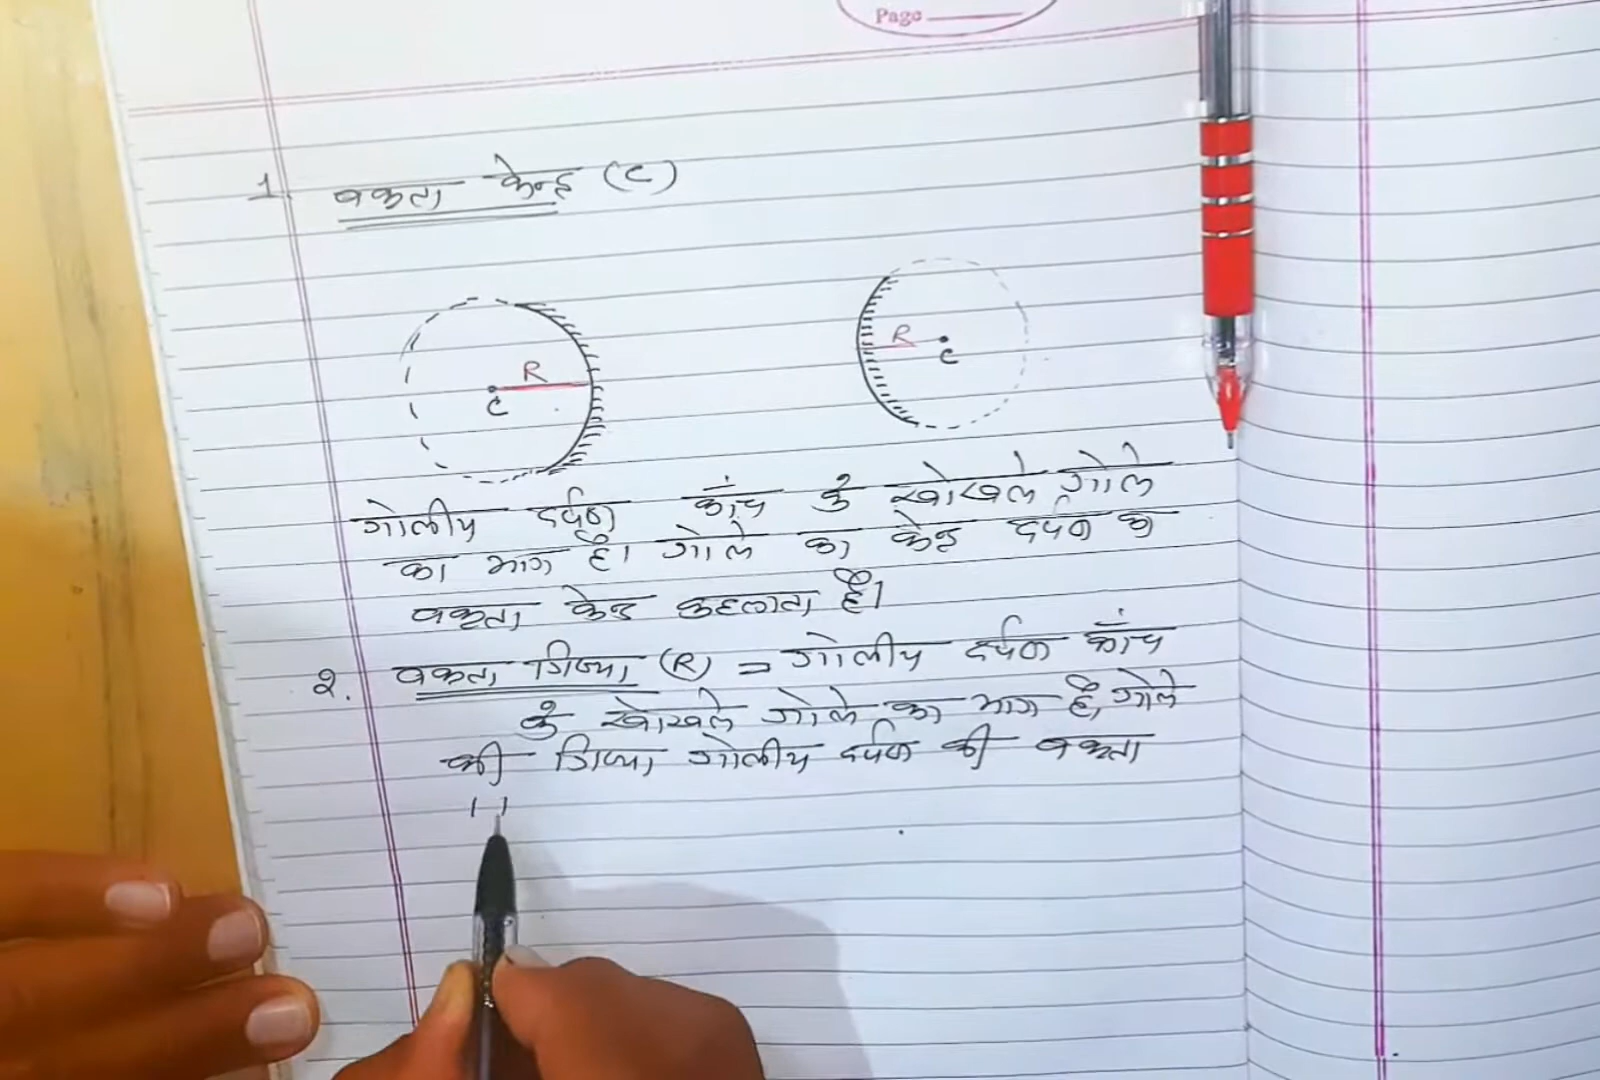 Page
1. वक्रता केन्द्र (C)
R
C
R
C
गोलीय दर्पण काँच के खोखले गोले
का भाग है। गोले का केन्द्र दर्पण का
वक्रता केन्द्र कहलाता है।
2. वक्रता त्रिज्या (R) = गोलीय दर्पण काँच
के खोखले गोले का भाग है, गोले
की त्रिज्या गोलीय दर्पण की वक्रता